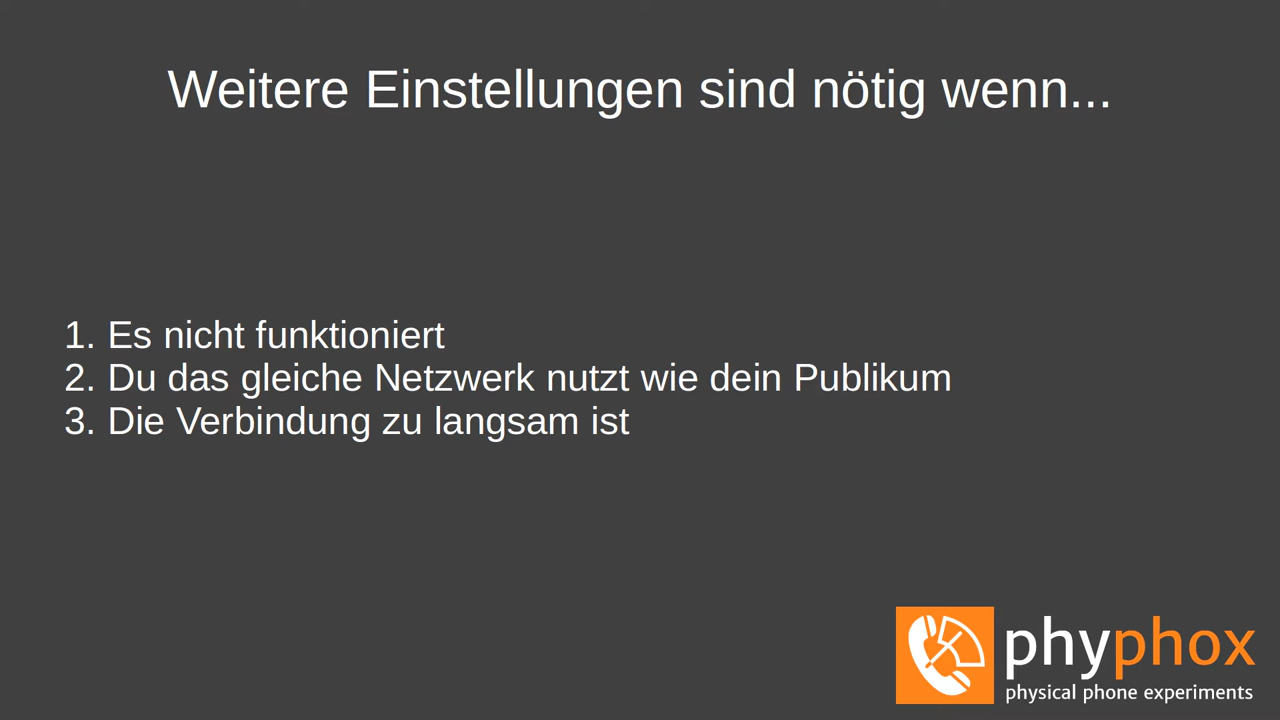 Weitere Einstellungen sind nötig wenn...
1. Es nicht funktioniert
2. Du das gleiche Netzwerk nutzt wie dein Publikum
3. Die Verbindung zu langsam ist
phyphox
physical phone experiments